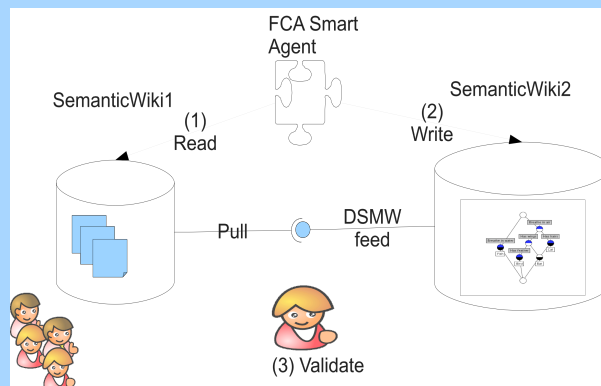 FCA Smart
Agent
SemanticWiki1
SemanticWiki2
(1)
Read
(2)
Write
Pull
DSMW
feed
(3) Validate